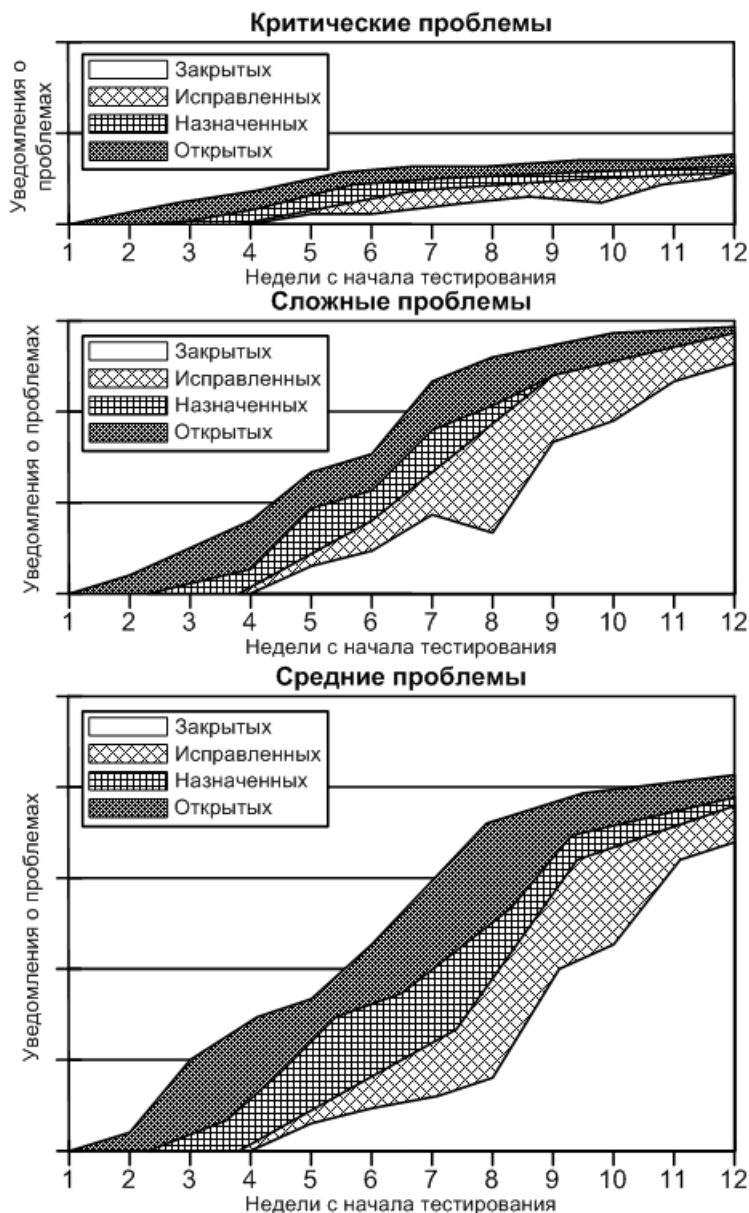 Критические проблемы
Уведомления о
проблемах
Закрытых
Исправленных
Назначенных
Открытых
1 2 3 4 5 6 7 8 9 10 11 12
Недели с начала тестирования
Сложные проблемы
Уведомления о проблемах
Закрытых
Исправленных
Назначенных
Открытых
1 2 3 4 5 6 7 8 9 10 11 12
Недели с начала тестирования
Средние проблемы
Уведомления о проблемах
Закрытых
Исправленных
Назначенных
Открытых
1 2 3 4 5 6 7 8 9 10 11 12
Недели с начала тестирования